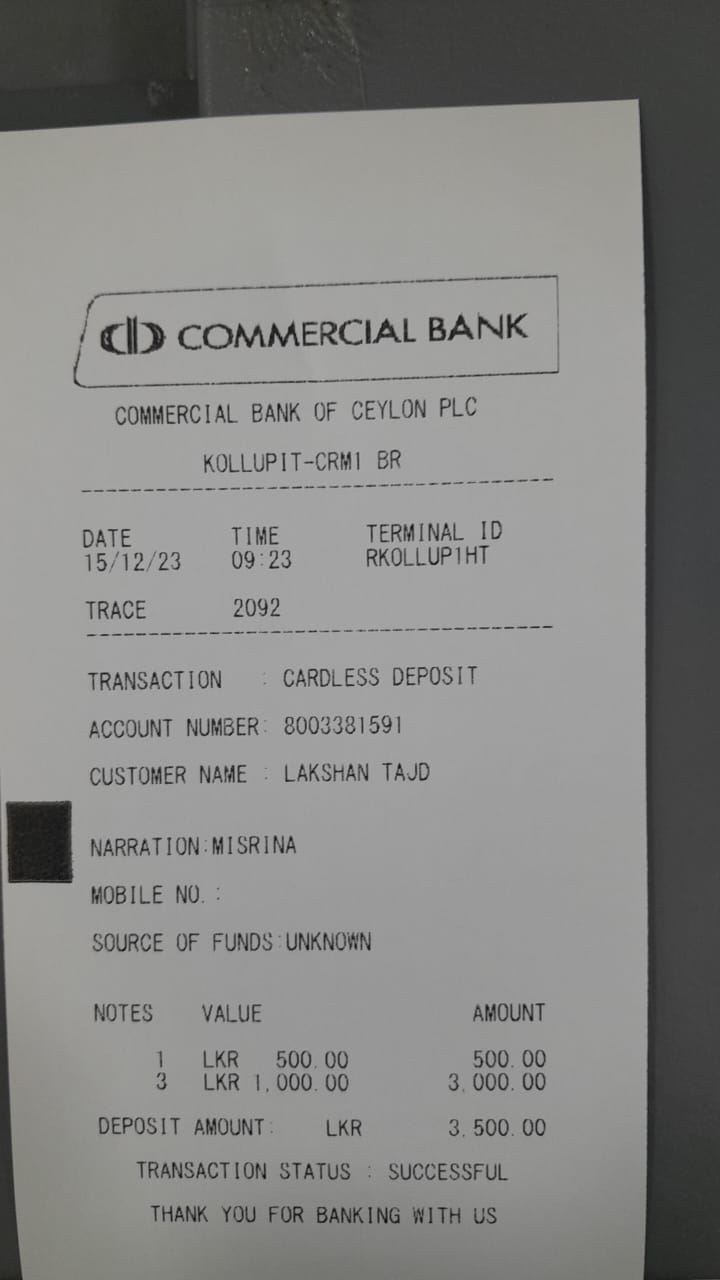 COMMERCIAL BANK
COMMERCIAL BANK OF CEYLON PLC
KOLLUPIT-CRM1 BR
DATE TIME TERMINAL ID
15/12/23 09:23 RKOLLUP1HT
TRACE 2092
TRANSACTION : CARDLESS DEPOSIT
ACCOUNT NUMBER: 8003381591
CUSTOMER NAME : LAKSHAN TAJD
NARRATION:MISRINA
MOBILE NO. :
SOURCE OF FUNDS:UNKNOWN
NOTES VALUE AMOUNT
1 LKR 500.00 500.00
3 LKR 1,000.00 3,000.00
DEPOSIT AMOUNT: LKR 3,500.00
TRANSACTION STATUS : SUCCESSFUL
THANK YOU FOR BANKING WITH US